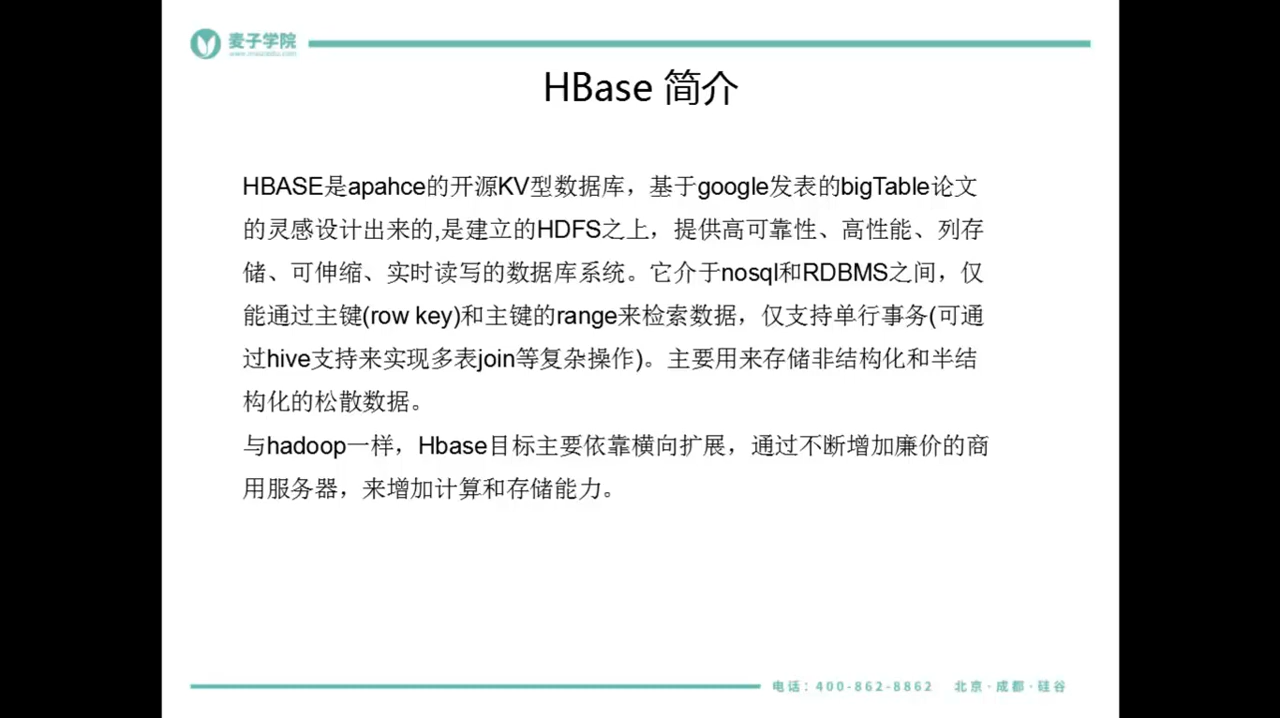 麦子学院
www.maiziedu.com
HBase 简介
HBASE是apahce的开源KV型数据库，基于google发表的bigTable论文
的灵感设计出来的,是建立的HDFS之上，提供高可靠性、高性能、列存
储、可伸缩、实时读写的数据库系统。它介于nosql和RDBMS之间，仅
能通过主键(row key)和主键的range来检索数据，仅支持单行事务(可通
过hive支持来实现多表join等复杂操作)。主要用来存储非结构化和半结
构化的松散数据。
与hadoop一样，Hbase目标主要依靠横向扩展，通过不断增加廉价的商
用服务器，来增加计算和存储能力。
电话：400-862-8862 北京·成都·硅谷